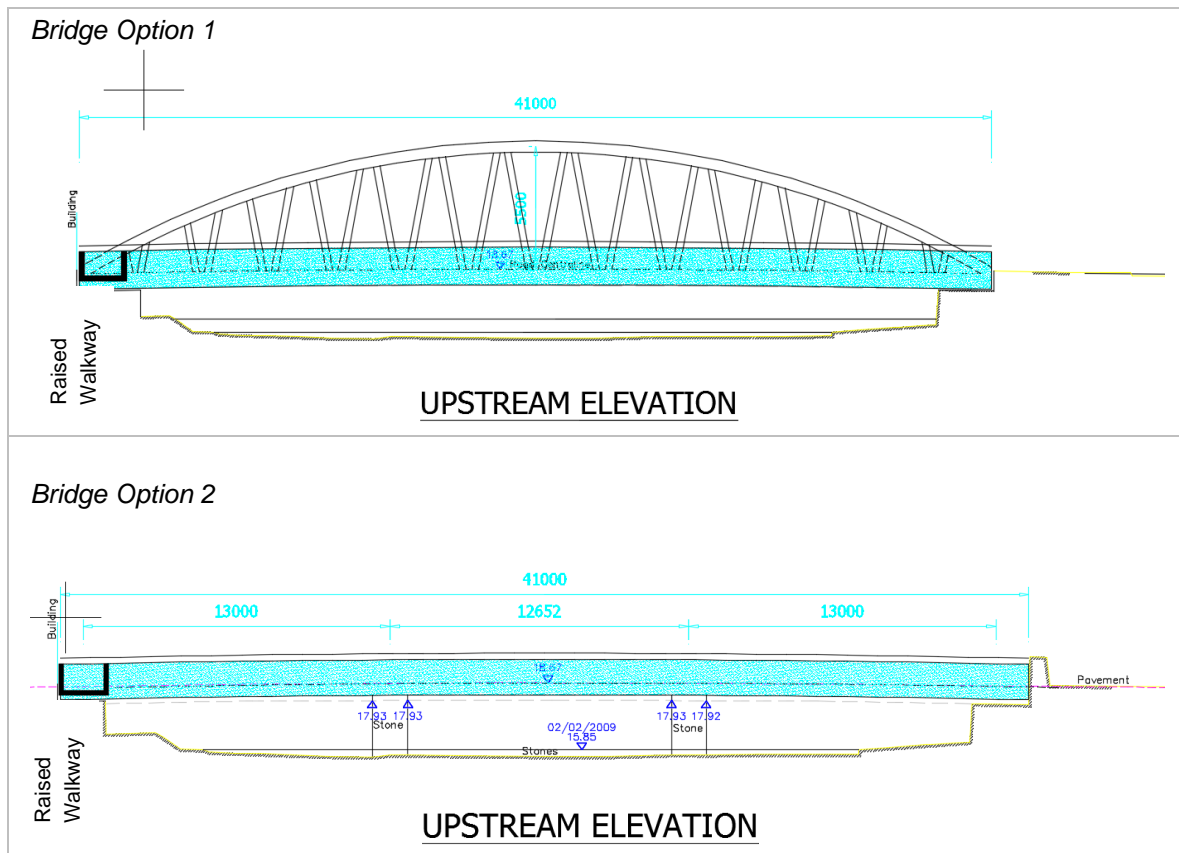 Bridge Option 1
41000
Building
5500
Raised
Walkway
UPSTREAM ELEVATION
Bridge Option 2
41000
13000
12652
13000
Building
18.67
Pavement
17.93
17.93
17.93
17.92
Stone
Stone
02/02/2009
15.85
Stones
Raised
Walkway
UPSTREAM ELEVATION